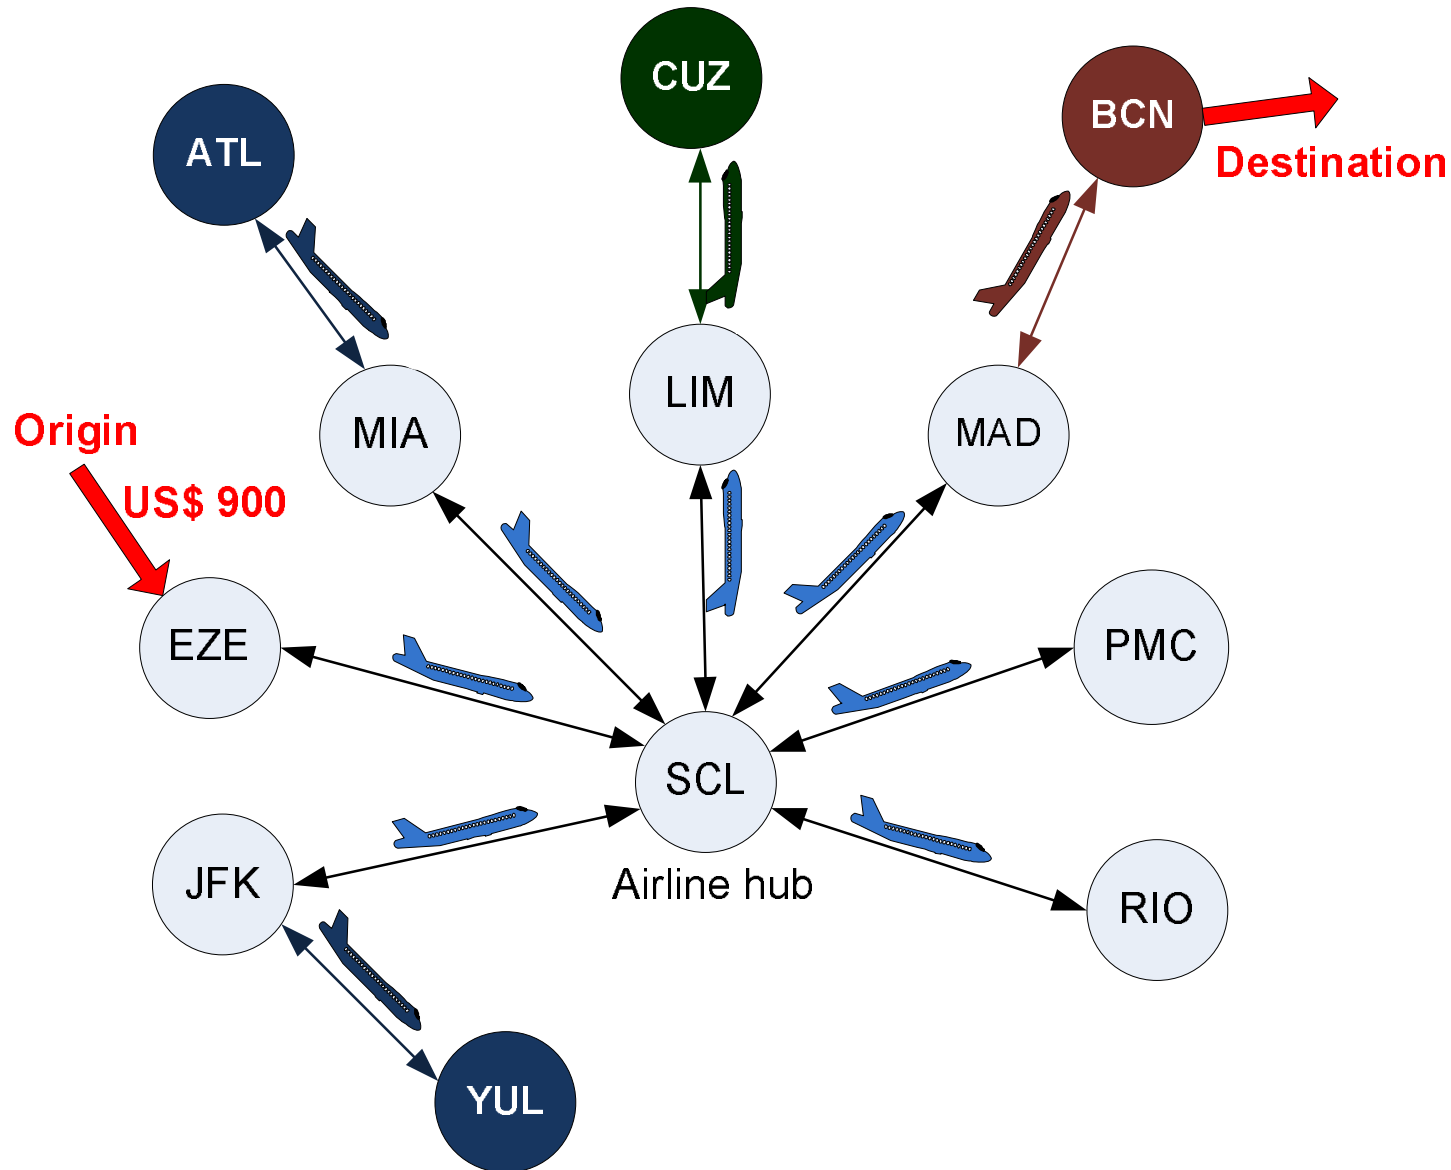 CUZ
BCN
ATL
Destination
LIM
MIA
MAD
Origin
US$ 900
EZE
PMC
SCL
JFK
Airline hub
RIO
YUL